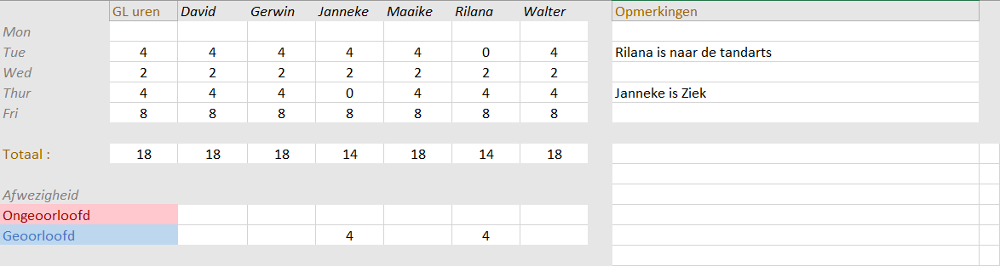 GL uren David Gerwin Janneke Maaike Rilana Walter Opmerkingen
Mon
Tue 4 4 4 4 4 0 4 Rilana is naar de tandarts
Wed 2 2 2 2 2 2 2
Thur 4 4 4 0 4 4 4 Janneke is Ziek
Fri 8 8 8 8 8 8 8
Totaal : 18 18 18 14 18 14 18
Afwezigheid
Ongeoorloofd
Geoorloofd 4 4